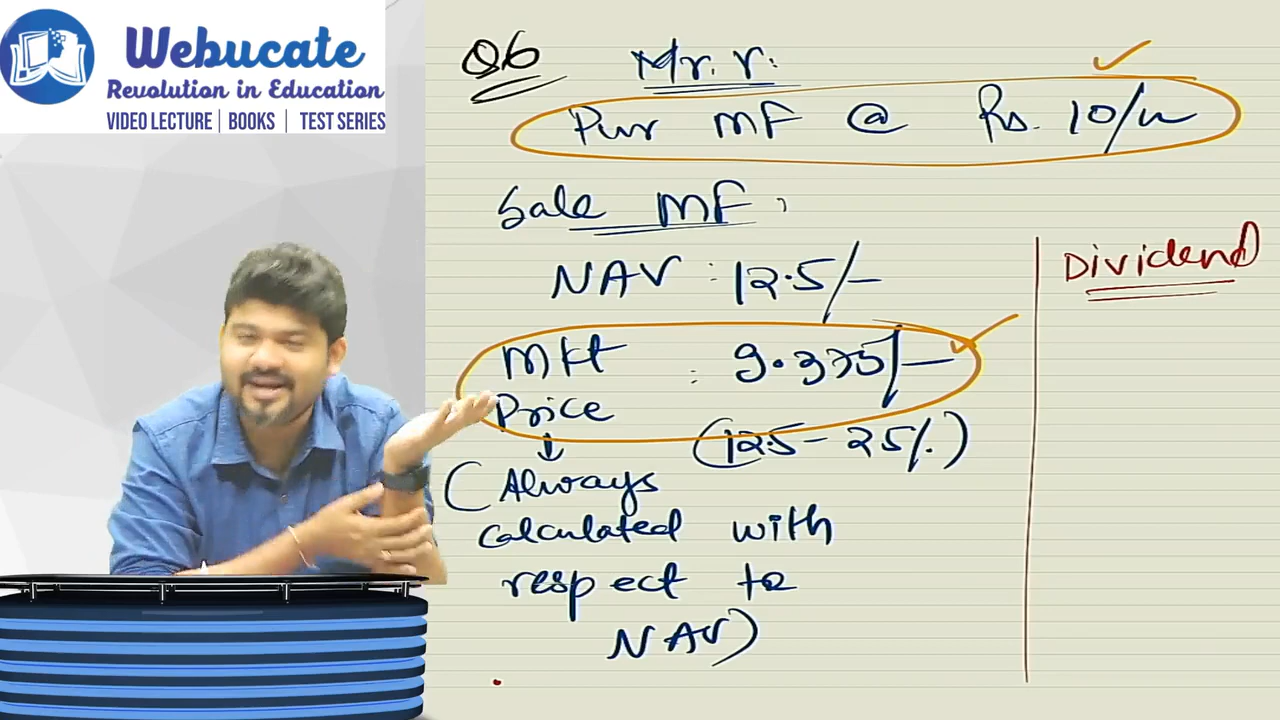 Webucate
Revolution in Education
VIDEO LECTURE | BOOKS | TEST SERIES
Q6 Mr. r:
Pur MF @ Rs. 10/u
Sale MF:
NAV : 12.5/-
Mkt : 9.375/-
Price (12.5 - 25%)
(Always
calculated with
respect to
NAV)
Dividend